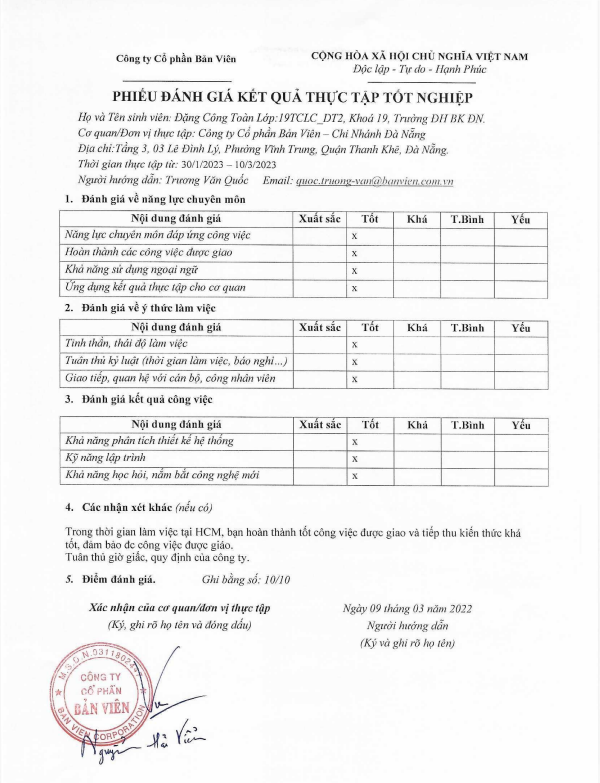 Công ty Cổ phần Bản Viên
CỘNG HÒA XÃ HỘI CHỦ NGHĨA VIỆT NAM
Độc lập - Tự do - Hạnh Phúc
PHIẾU ĐÁNH GIÁ KẾT QUẢ THỰC TẬP TỐT NGHIỆP
Họ và Tên sinh viên: Đặng Công Toàn Lớp:19TCLC_DT2, Khoá 19, Trường ĐH BK ĐN.
Cơ quan/Đơn vị thực tập: Công ty Cổ phần Bản Viên – Chi Nhánh Đà Nẵng
Địa chỉ:Tầng 3, 03 Lê Đình Lý, Phường Vĩnh Trung, Quận Thanh Khê, Đà Nẵng.
Thời gian thực tập từ: 30/1/2023 – 10/3/2023
Người hướng dẫn: Trương Văn Quốc Email: quoc.truong-van@banvien.com.vn
1. Đánh giá về năng lực chuyên môn
Nội dung đánh giá Xuất sắc Tốt Khá T.Bình Yếu
Năng lực chuyên môn đáp ứng công việc x
Hoàn thành các công việc được giao x
Khả năng sử dụng ngoại ngữ x
Ứng dụng kết quả thực tập cho cơ quan x
2. Đánh giá về ý thức làm việc
Nội dung đánh giá Xuất sắc Tốt Khá T.Bình Yếu
Tinh thần, thái độ làm việc x
Tuân thủ kỷ luật (thời gian làm việc, báo nghỉ…) x
Giao tiếp, quan hệ với cán bộ, công nhân viên x
3. Đánh giá kết quả công việc
Nội dung đánh giá Xuất sắc Tốt Khá T.Bình Yếu
Khả năng phân tích thiết kế hệ thống x
Kỹ năng lập trình x
Khả năng học hỏi, nắm bắt công nghệ mới x
4. Các nhận xét khác (nếu có)
Trong thời gian làm việc tại HCM, bạn hoàn thành tốt công việc được giao và tiếp thu kiến thức khá
tốt, đảm bảo đc công việc được giáo.
Tuân thủ giờ giấc, quy định của công ty.
5. Điểm đánh giá. Ghi bằng số: 10/10
Xác nhận của cơ quan/đơn vị thực tập
(Ký, ghi rõ họ tên và đóng dấu)
Ngày 09 tháng 03 năm 2022
Người hướng dẫn
(Ký và ghi rõ họ tên)
M.S.D.N.0311802447
CÔNG TY
CỔ PHẦN
BẢN VIÊN
BAN VIEN CORPORATION
Nguyễn Hải Viên